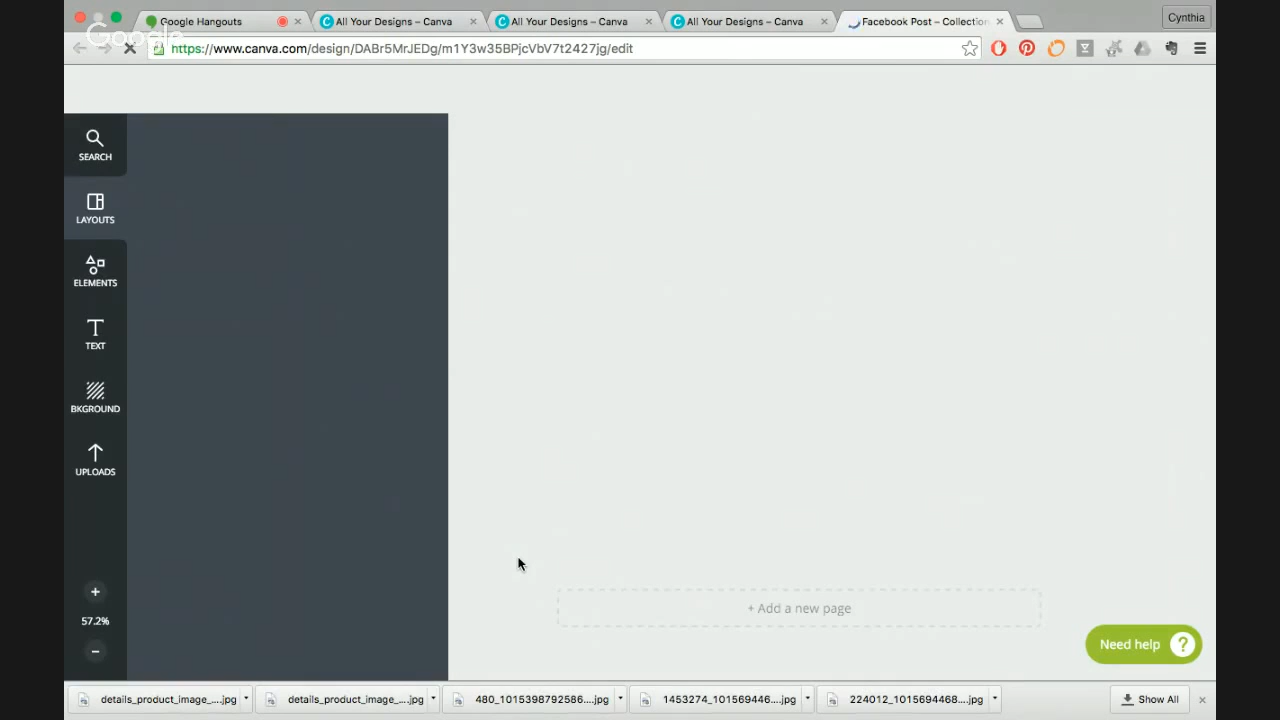 Google Hangouts
All Your Designs – Canva
All Your Designs – Canva
All Your Designs – Canva
Facebook Post – Collection
Cynthia
Google
https://www.canva.com/design/DABr5MrJEDg/m1Y3w35BPjcVbV7t2427jg/edit
SEARCH
LAYOUTS
ELEMENTS
TEXT
BKGROUND
UPLOADS
+
57.2%
–
+ Add a new page
Need help ?
details_product_image_....jpg
details_product_image_....jpg
480_1015398792586....jpg
1453274_101569446....jpg
224012_1015694468....jpg
Show All